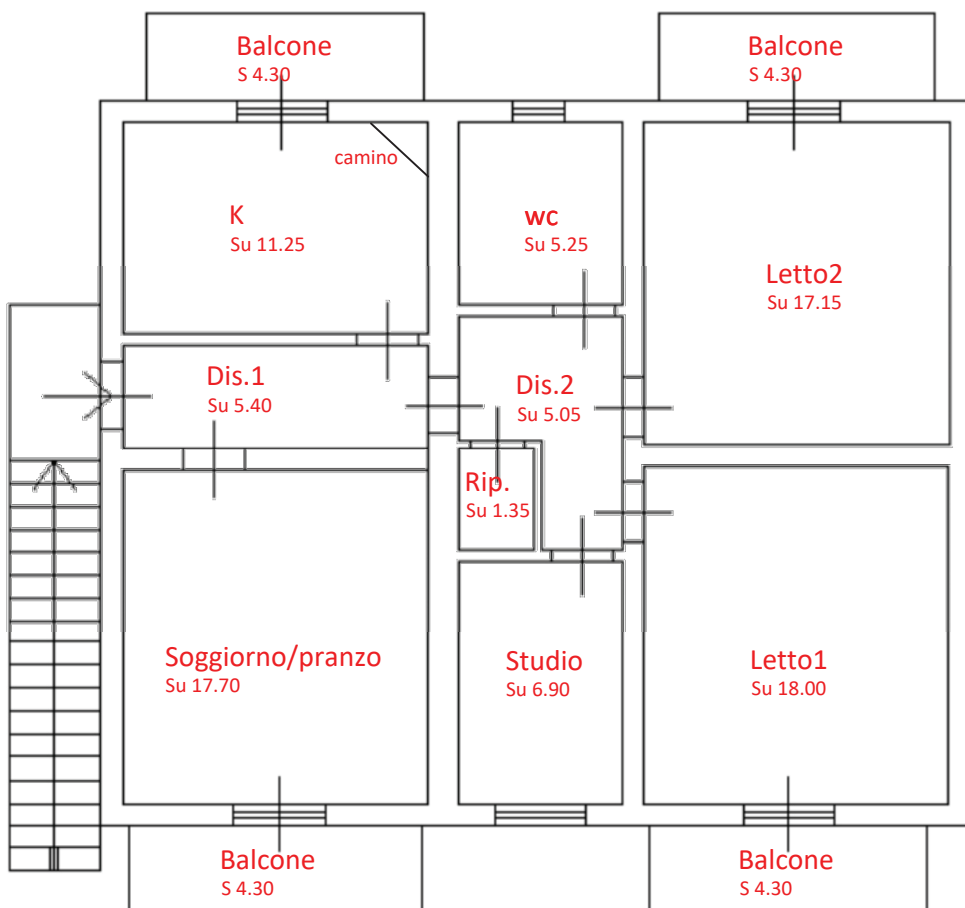 Balcone
S 4.30
Balcone
S 4.30
camino
K
Su 11.25
wc
Su 5.25
Letto2
Su 17.15
Dis.1
Su 5.40
Dis.2
Su 5.05
Rip.
Su 1.35
Soggiorno/pranzo
Su 17.70
Studio
Su 6.90
Letto1
Su 18.00
Balcone
S 4.30
Balcone
S 4.30